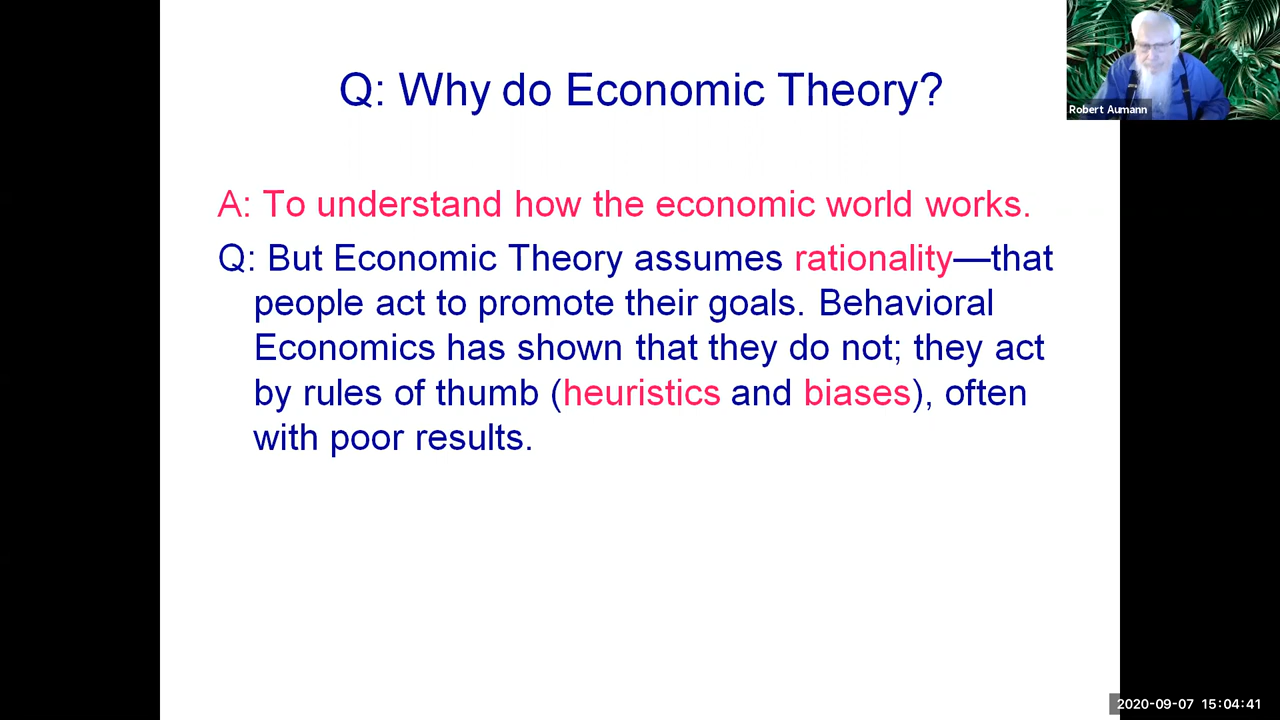 Q: Why do Economic Theory?
Robert Aumann
A: To understand how the economic world works.
Q: But Economic Theory assumes rationality—that
people act to promote their goals. Behavioral
Economics has shown that they do not; they act
by rules of thumb (heuristics and biases), often
with poor results.
2020-09-07 15:04:41